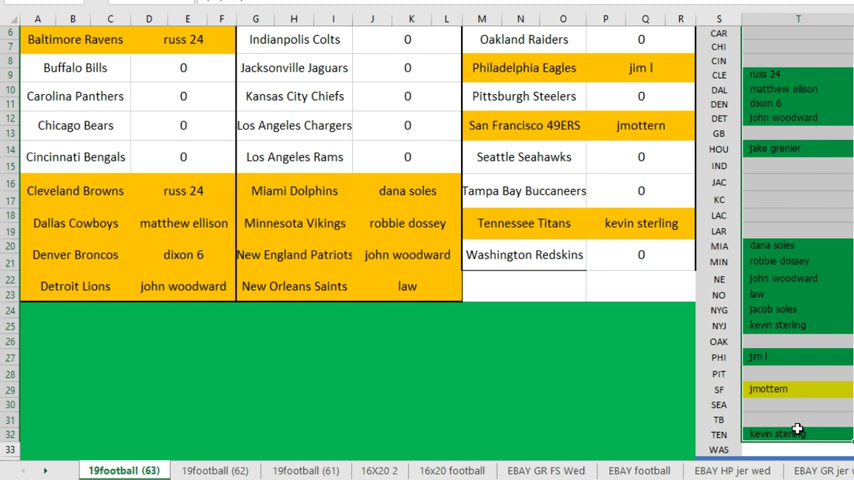 A B C D E F G H I J K L M N O P Q R S T
6 Baltimore Ravens russ 24 Indianpolis Colts 0 Oakland Raiders 0 CAR
7 CHI
8 Buffalo Bills 0 Jacksonville Jaguars 0 Philadelphia Eagles jim l CIN
9 CLE russ 24
10 Carolina Panthers 0 Kansas City Chiefs 0 Pittsburgh Steelers 0 DAL matthew ellison
11 DEN dixon 6
12 Chicago Bears 0 Los Angeles Chargers 0 San Francisco 49ERS jmottern DET john woodward
13 GB
14 Cincinnati Bengals 0 Los Angeles Rams 0 Seattle Seahawks 0 HOU jake grenier
15 IND
16 Cleveland Browns russ 24 Miami Dolphins dana soles Tampa Bay Buccaneers 0 JAC
17 KC
18 Dallas Cowboys matthew ellison Minnesota Vikings robbie dossey Tennessee Titans kevin sterling LAC
19 LAR
20 Denver Broncos dixon 6 New England Patriots john woodward Washington Redskins 0 MIA dana soles
21 MIN robbie dossey
22 Detroit Lions john woodward New Orleans Saints law NE john woodward
23 NO law
24 NYG jacob soles
25 NYJ kevin sterling
26 OAK
27 PHI jim l
28 PIT
29 SF jmottern
30 SEA
31 TB
32 TEN kevin sterling
33 WAS
19football (63) 19football (62) 19football (61) 16X20 2 16x20 football EBAY GR FS Wed EBAY football EBAY HP jer wed EBAY GR jer w